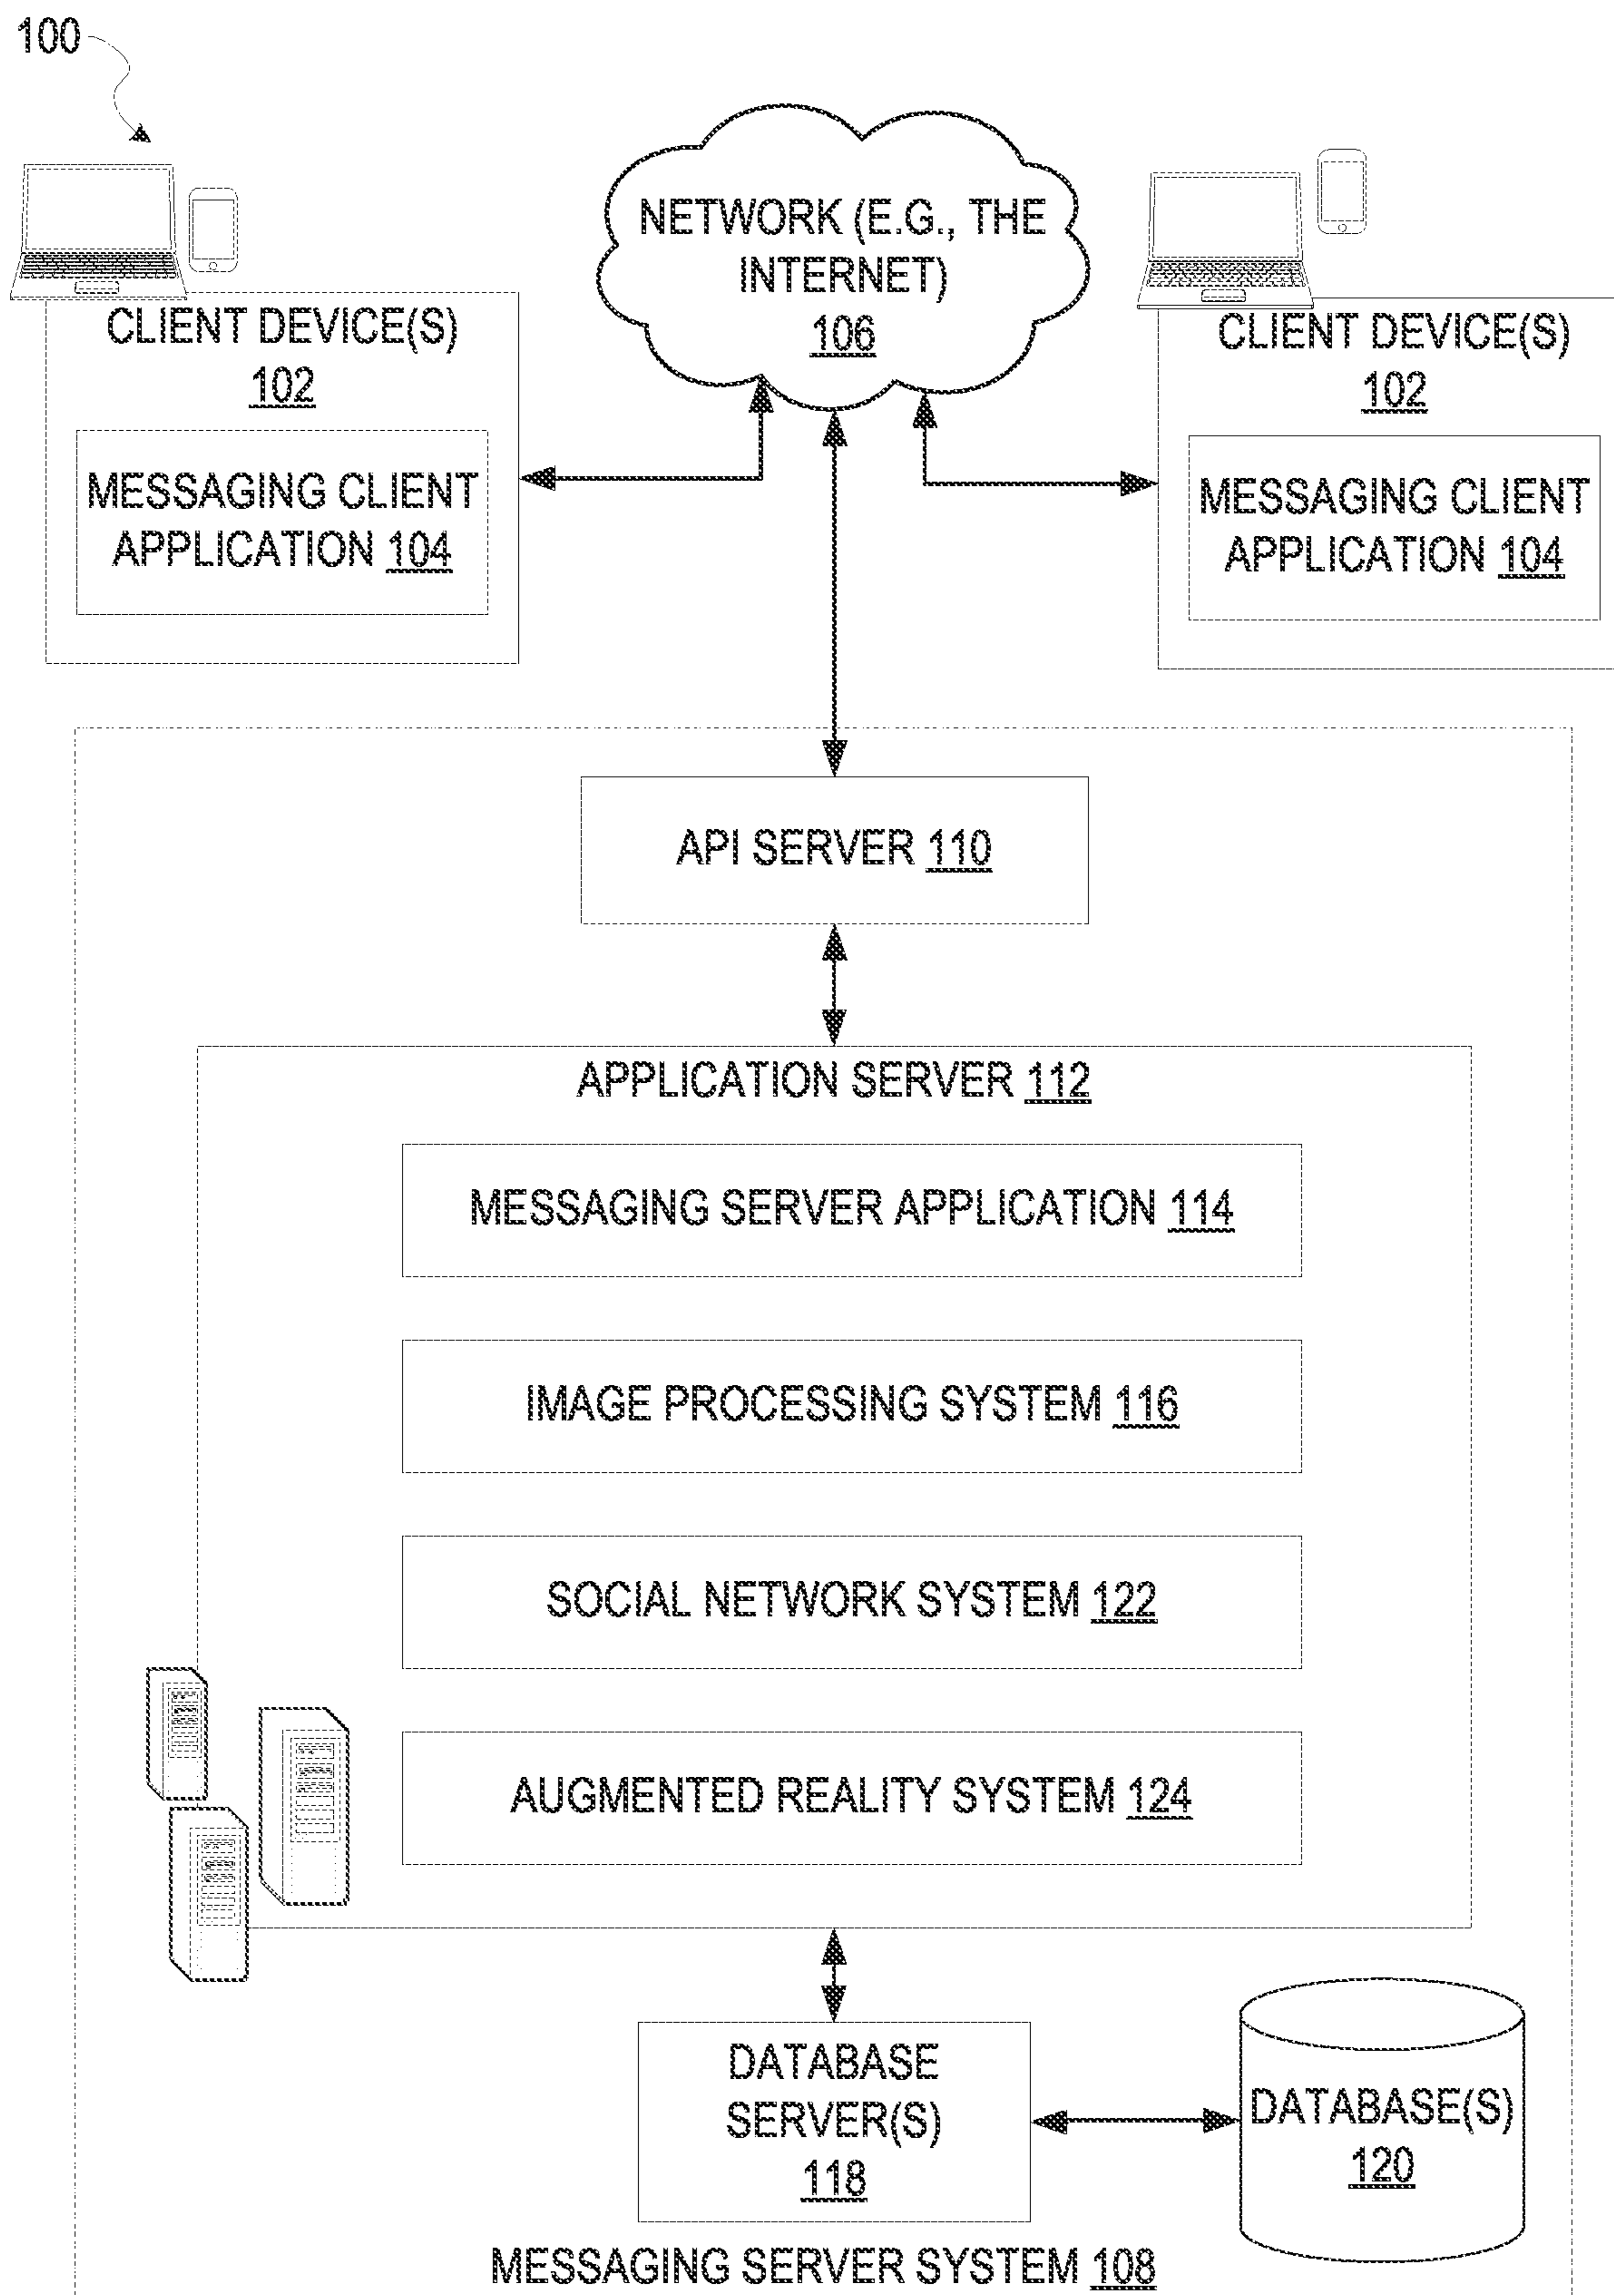 100
NETWORK (E.G., THE
INTERNET)
106
CLIENT DEVICE(S)
102
MESSAGING CLIENT
APPLICATION 104
CLIENT DEVICE(S)
102
MESSAGING CLIENT
APPLICATION 104
API SERVER 110
APPLICATION SERVER 112
MESSAGING SERVER APPLICATION 114
IMAGE PROCESSING SYSTEM 116
SOCIAL NETWORK SYSTEM 122
AUGMENTED REALITY SYSTEM 124
DATABASE
SERVER(S)
118
DATABASE(S)
120
MESSAGING SERVER SYSTEM 108